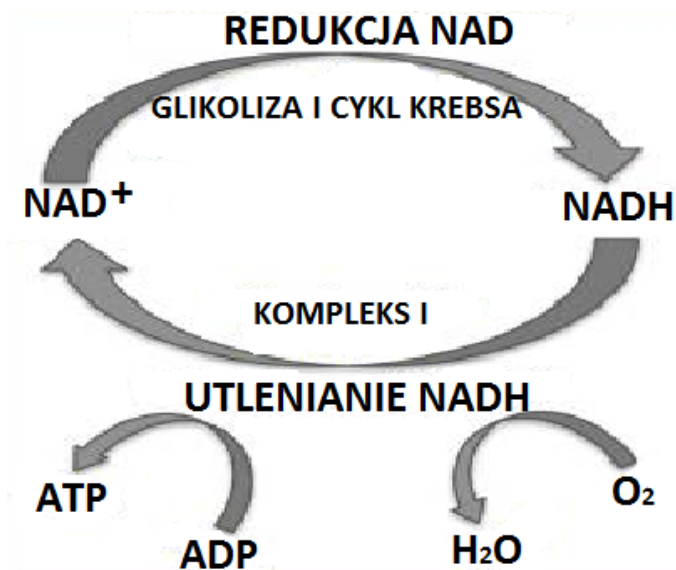 REDUKCJA NAD
GLIKOLIZA I CYKL KREBSA
NAD⁺
NADH
KOMPLEKS I
UTLENIANIE NADH
ATP
ADP
H₂O
O₂